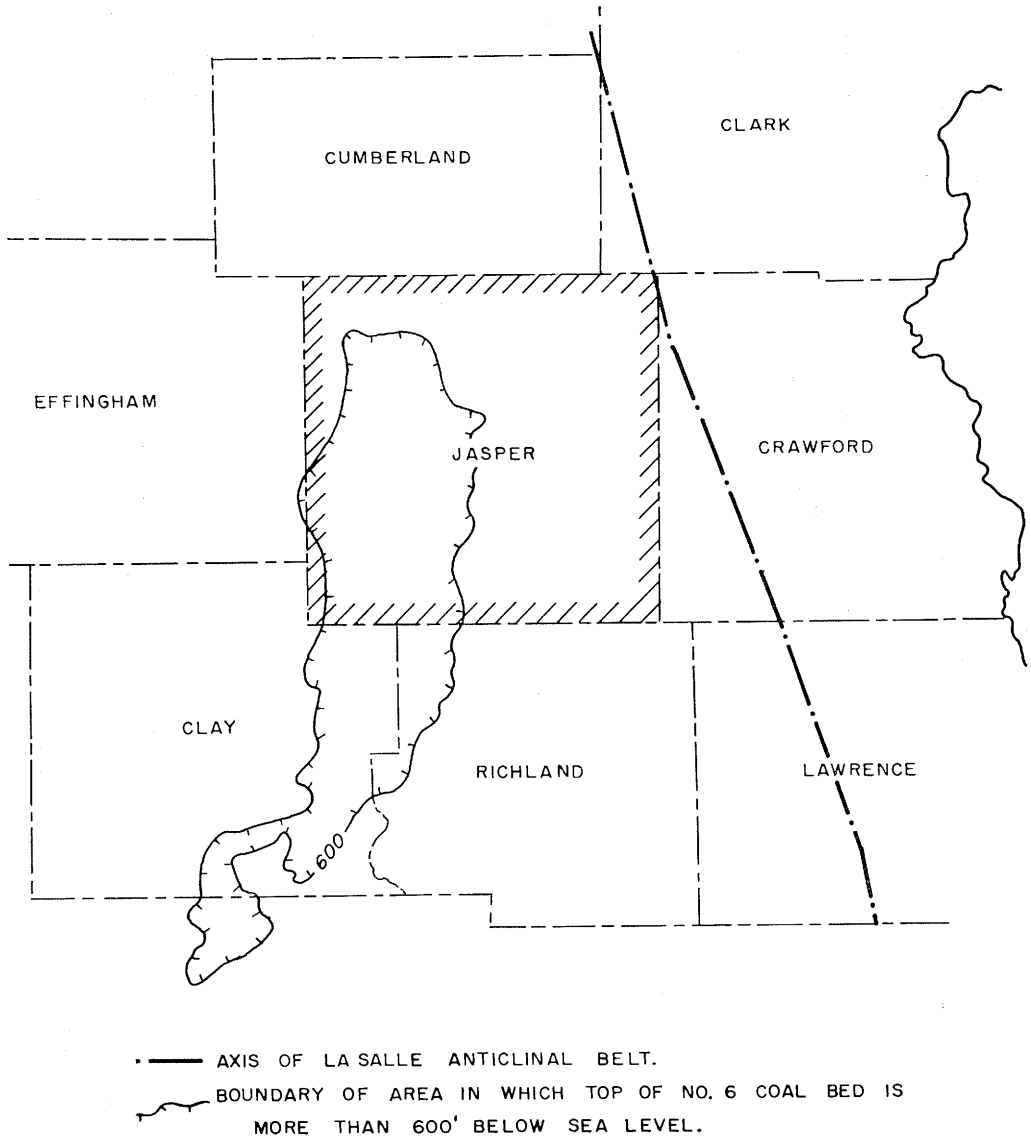 CLARK
CUMBERLAND
EFFINGHAM
JASPER
CRAWFORD
CLAY
RICHLAND
LAWRENCE
600
AXIS OF LA SALLE ANTICLINAL BELT.
BOUNDARY OF AREA IN WHICH TOP OF NO. 6 COAL BED IS
MORE THAN 600' BELOW SEA LEVEL.